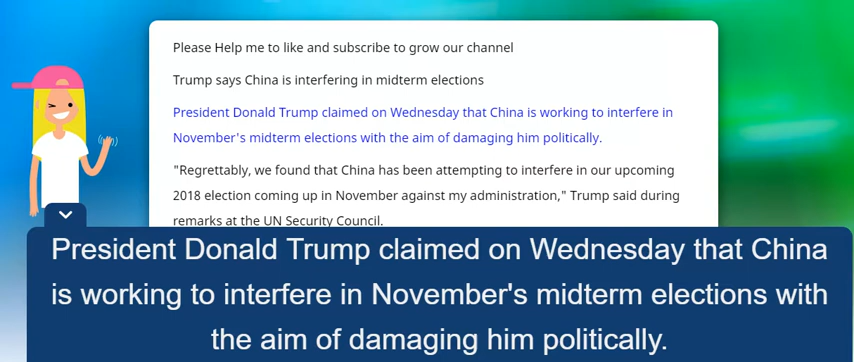 Please Help me to like and subscribe to grow our channel
Trump says China is interfering in midterm elections
President Donald Trump claimed on Wednesday that China is working to interfere in
November's midterm elections with the aim of damaging him politically.
"Regrettably, we found that China has been attempting to interfere in our upcoming
2018 election coming up in November against my administration," Trump said during
remarks at the UN Security Council.
President Donald Trump claimed on Wednesday that China
is working to interfere in November's midterm elections with
the aim of damaging him politically.